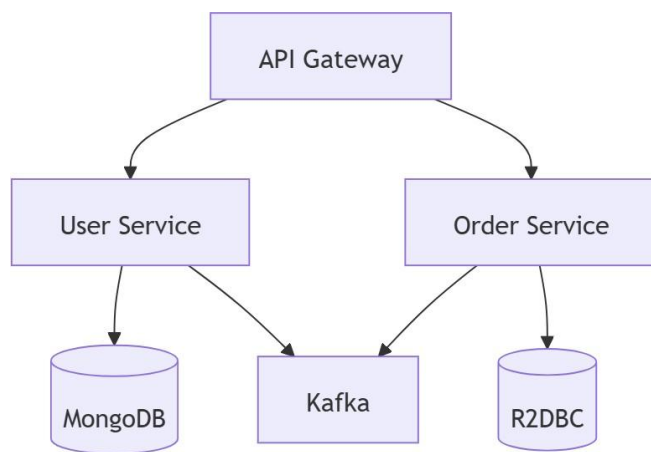 API Gateway
User Service
Order Service
MongoDB
Kafka
R2DBC